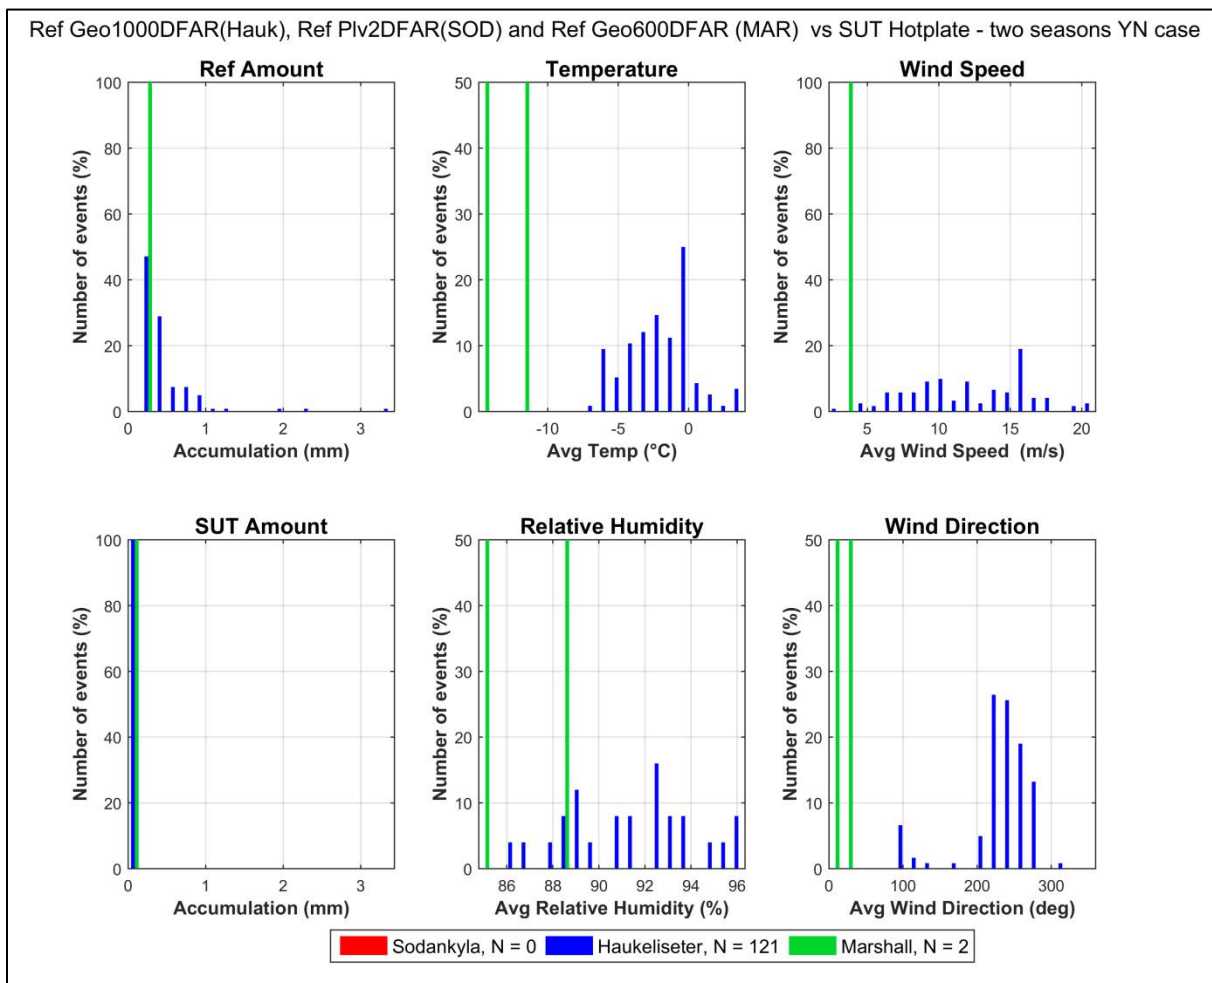 Ref Geo1000DFAR(Hauk), Ref Plv2DFAR(SOD) and Ref Geo600DFAR (MAR)  vs SUT Hotplate - two seasons YN case
Ref Amount
Number of events (%)
100
80
60
40
20
0
0 1 2 3
Accumulation (mm)
Temperature
Number of events (%)
50
40
30
20
10
0
-10 -5 0
Avg Temp (°C)
Wind Speed
Number of events (%)
100
80
60
40
20
0
5 10 15 20
Avg Wind Speed  (m/s)
SUT Amount
Number of events (%)
100
80
60
40
20
0
0 1 2 3
Accumulation (mm)
Relative Humidity
Number of events (%)
50
40
30
20
10
0
86 88 90 92 94 96
Avg Relative Humidity (%)
Wind Direction
Number of events (%)
50
40
30
20
10
0
0 100 200 300
Avg Wind Direction (deg)
Sodankyla, N = 0 Haukeliseter, N = 121 Marshall, N = 2